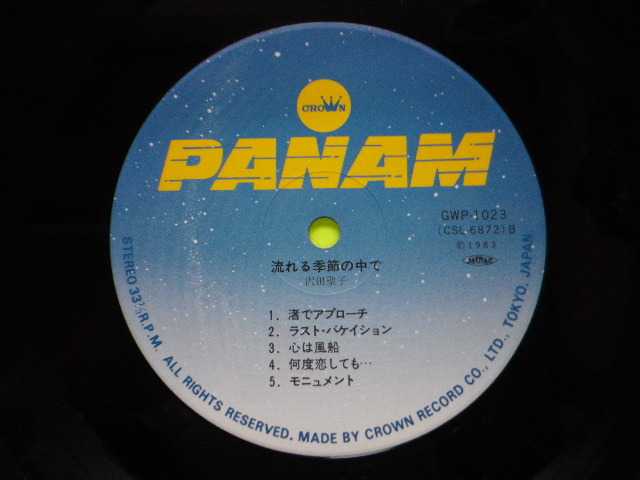 CROWN
PANAM
GWP-1023
(CSL-6872) B
Ⓟ1983
JASRAC
流れる季節の中で
沢田聖子
1. 渚でアプローチ
2. ラスト・バケイション
3. 心は風船
4. 何度恋しても…
5. モニュメント
STEREO 33⅓R.P.M. ALL RIGHTS RESERVED. MADE BY CROWN RECORD CO., LTD., TOKYO, JAPAN.